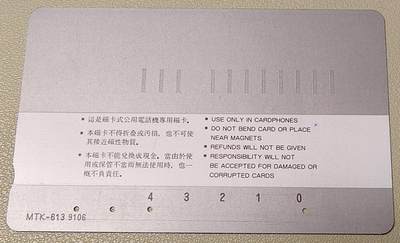 • 這是磁卡式公用電話機專用磁卡。
• 本磁卡不得折叠或污損，也不可使
其接近磁性物質。
• 本磁卡不能兌換成現金，當由於使
用或保管不當而無法使用時，也一
概不負責任。
• USE ONLY IN CARDPHONES
• DO NOT BEND CARD OR PLACE
NEAR MAGNETS
• REFUNDS WILL NOT BE GIVEN
• RESPONSIBILITY WILL NOT
BE ACCEPTED FOR DAMAGED OR
CORRUPTED CARDS
4 3 2 1 0
MTK-613 9106